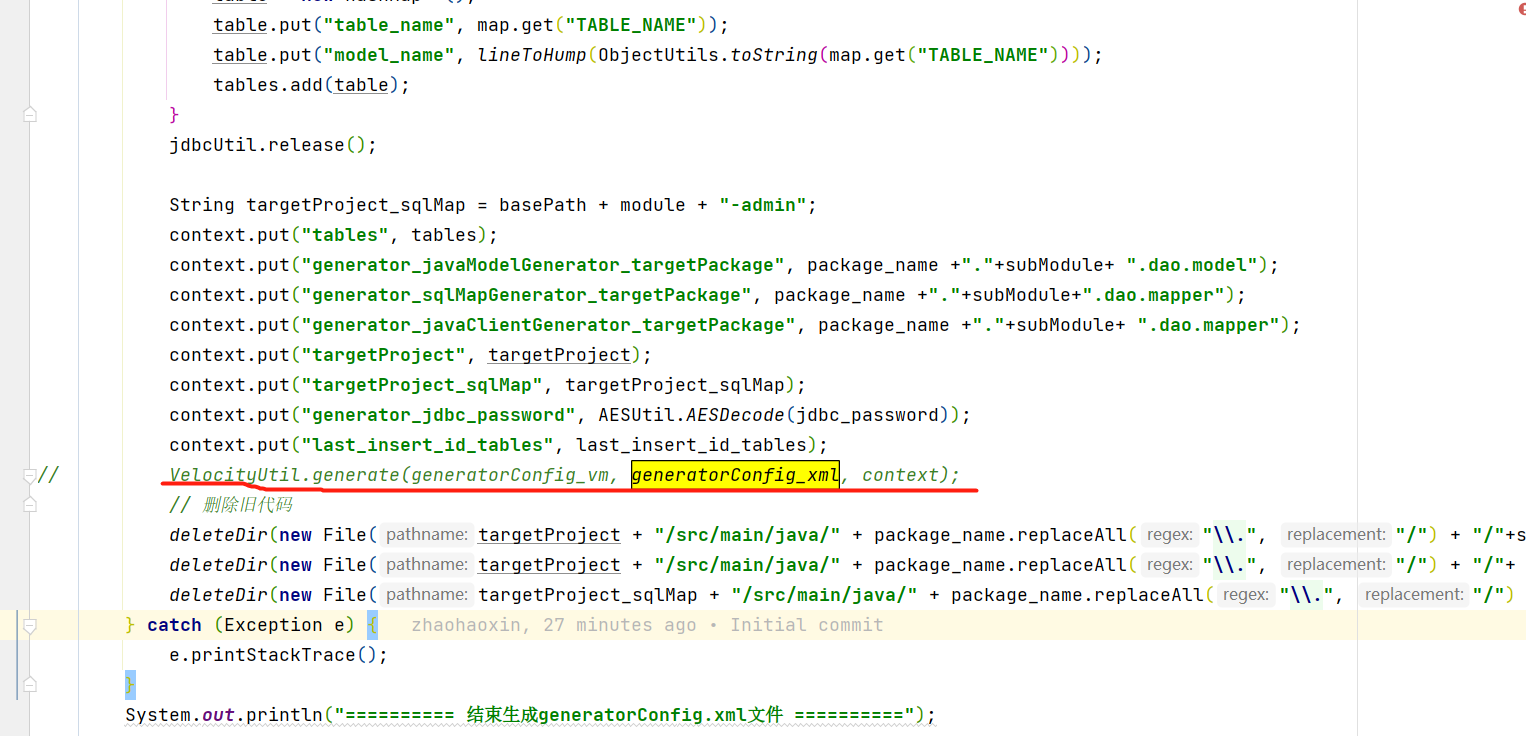 table.put("table_name", map.get("TABLE_NAME"));
table.put("model_name", lineToHump(ObjectUtils.toString(map.get("TABLE_NAME"))));
tables.add(table);
}
jdbcUtil.release();
String targetProject_sqlMap = basePath + module + "-admin";
context.put("tables", tables);
context.put("generator_javaModelGenerator_targetPackage", package_name +"."+subModule+ ".dao.model");
context.put("generator_sqlMapGenerator_targetPackage", package_name +"."+subModule+".dao.mapper");
context.put("generator_javaClientGenerator_targetPackage", package_name +"."+subModule+ ".dao.mapper");
context.put("targetProject", targetProject);
context.put("targetProject_sqlMap", targetProject_sqlMap);
context.put("generator_jdbc_password", AESUtil.AESDecode(jdbc_password));
context.put("last_insert_id_tables", last_insert_id_tables);
// VelocityUtil.generate(generatorConfig_vm, generatorConfig_xml, context);
// 删除旧代码
deleteDir(new File( pathname: targetProject + "/src/main/java/" + package_name.replaceAll( regex: "\\.", replacement: "/") + "/"+s
deleteDir(new File( pathname: targetProject + "/src/main/java/" + package_name.replaceAll( regex: "\\.", replacement: "/") + "/"+
deleteDir(new File( pathname: targetProject_sqlMap + "/src/main/java/" + package_name.replaceAll( regex: "\\.", replacement: "/")
} catch (Exception e) { zhaohaoxin, 27 minutes ago • Initial commit
e.printStackTrace();
}
System.out.println("========== 结束生成generatorConfig.xml文件 ==========");